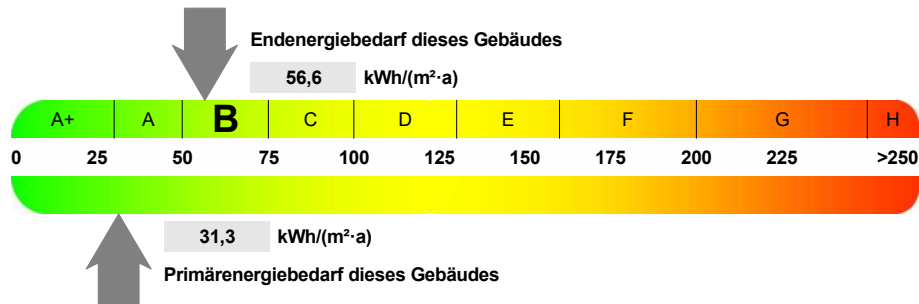 Endenergiebedarf dieses Gebäudes
56,6 kWh/(m²·a)
A+ A B C D E F G H
0 25 50 75 100 125 150 175 200 225 >250
31,3 kWh/(m²·a)
Primärenergiebedarf dieses Gebäudes